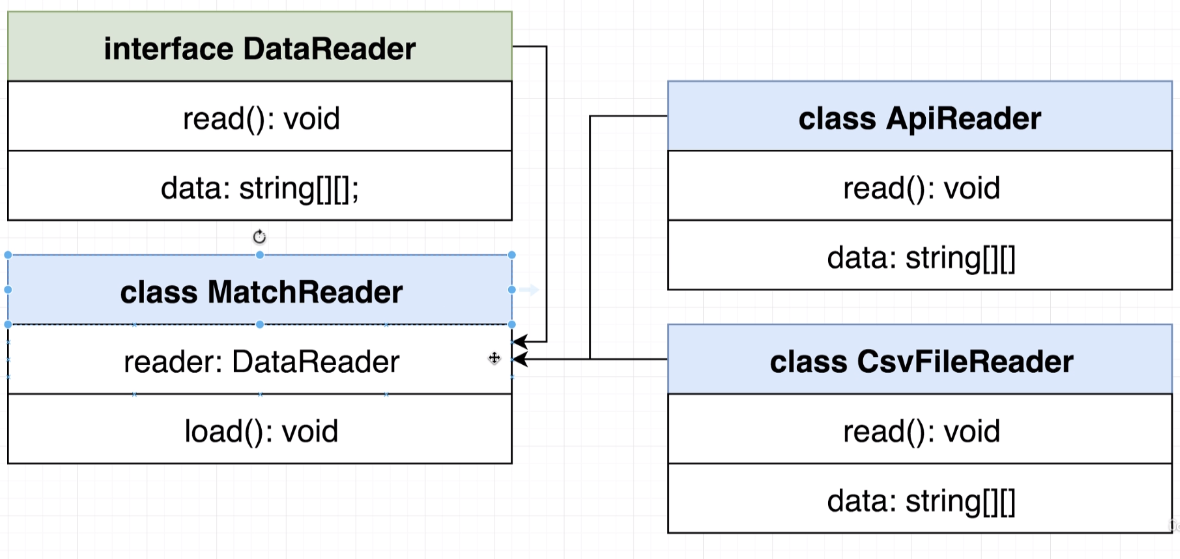 interface DataReader
read(): void
data: string[][];
class MatchReader
reader: DataReader
load(): void
class ApiReader
read(): void
data: string[][]
class CsvFileReader
read(): void
data: string[][]